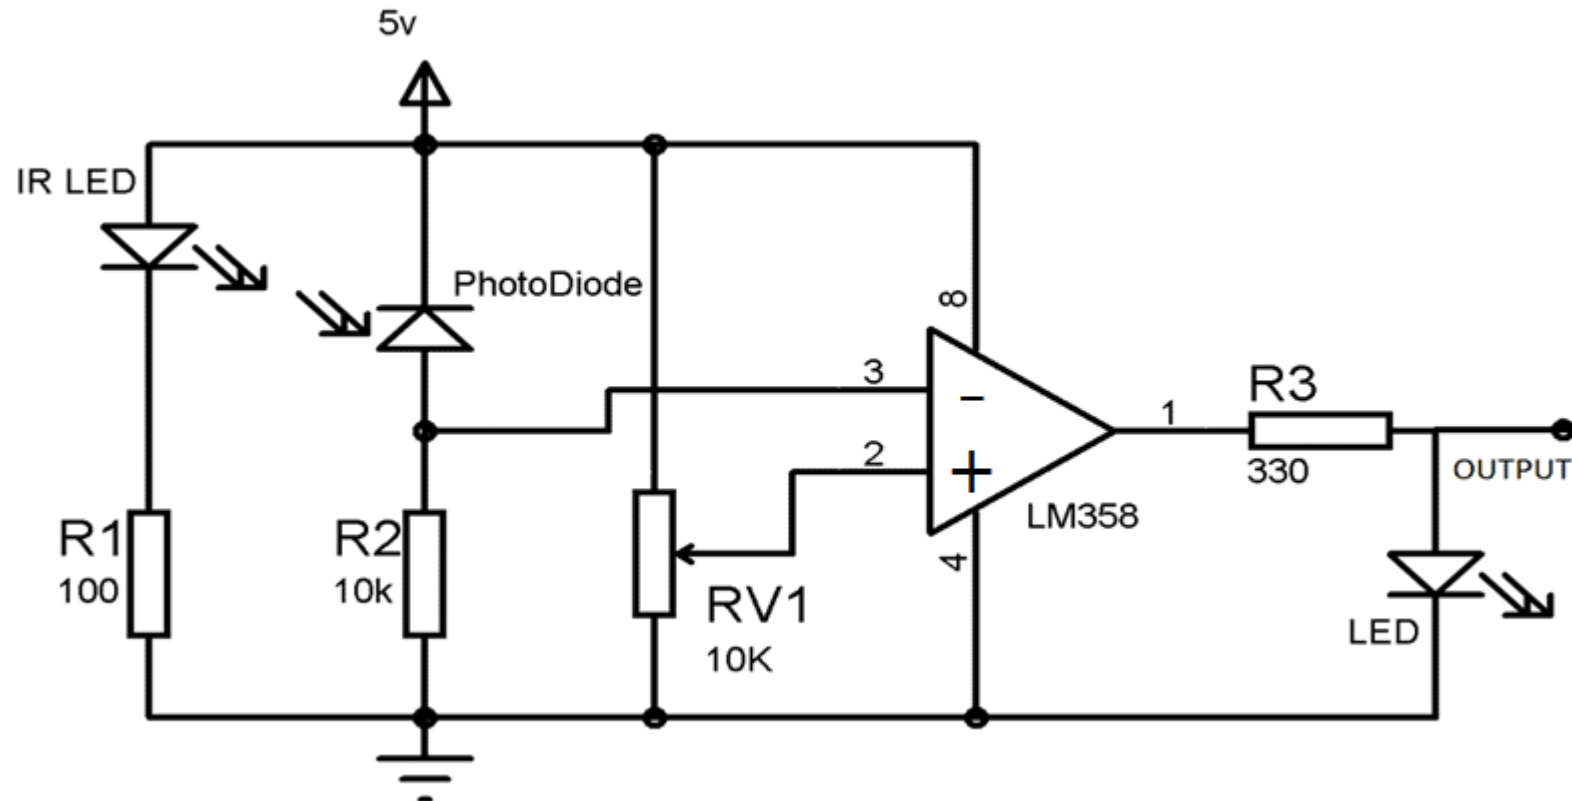 5v
IR LED
PhotoDiode
8
3
-
2
+
4
LM358
1
R3
330
OUTPUT
R1
100
R2
10k
RV1
10K
LED